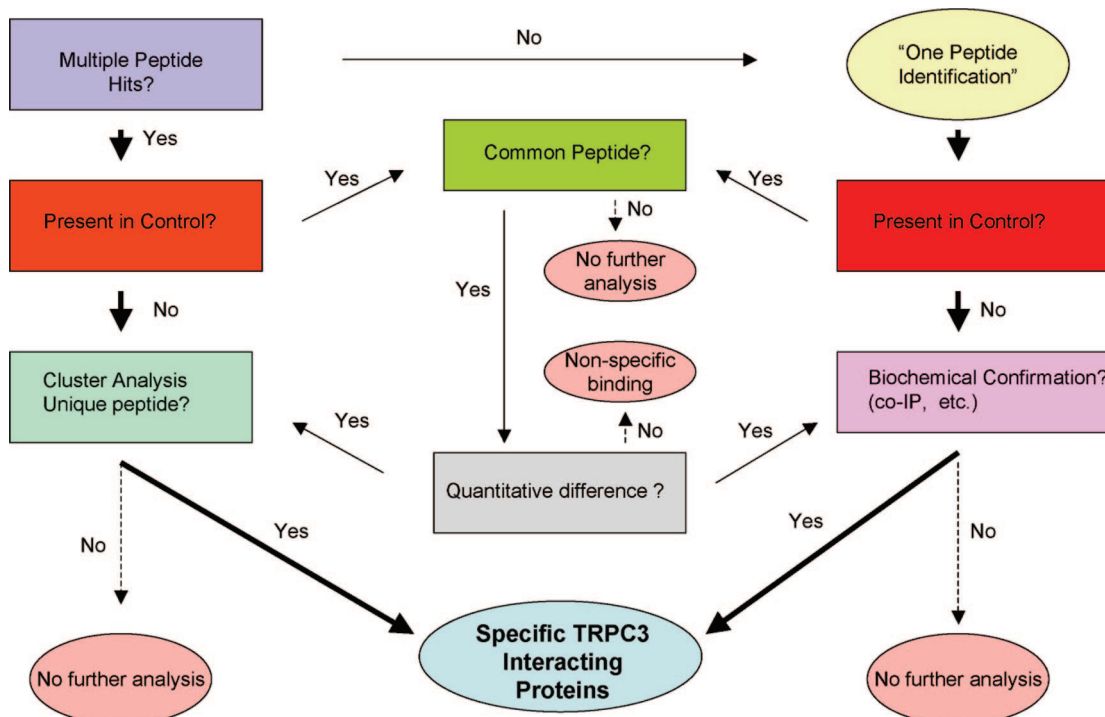 No
Multiple Peptide
Hits?
“One Peptide
Identification”
Yes
Common Peptide?
Yes
Yes
Present in Control?
No
Present in Control?
No further
analysis
Yes
No
No
Non-specific
binding
Cluster Analysis
Unique peptide?
Biochemical Confirmation?
(co-IP, etc.)
Yes
No
Yes
Quantitative difference ?
Yes
Yes
No
No
Specific TRPC3
Interacting
Proteins
No further analysis
No further analysis